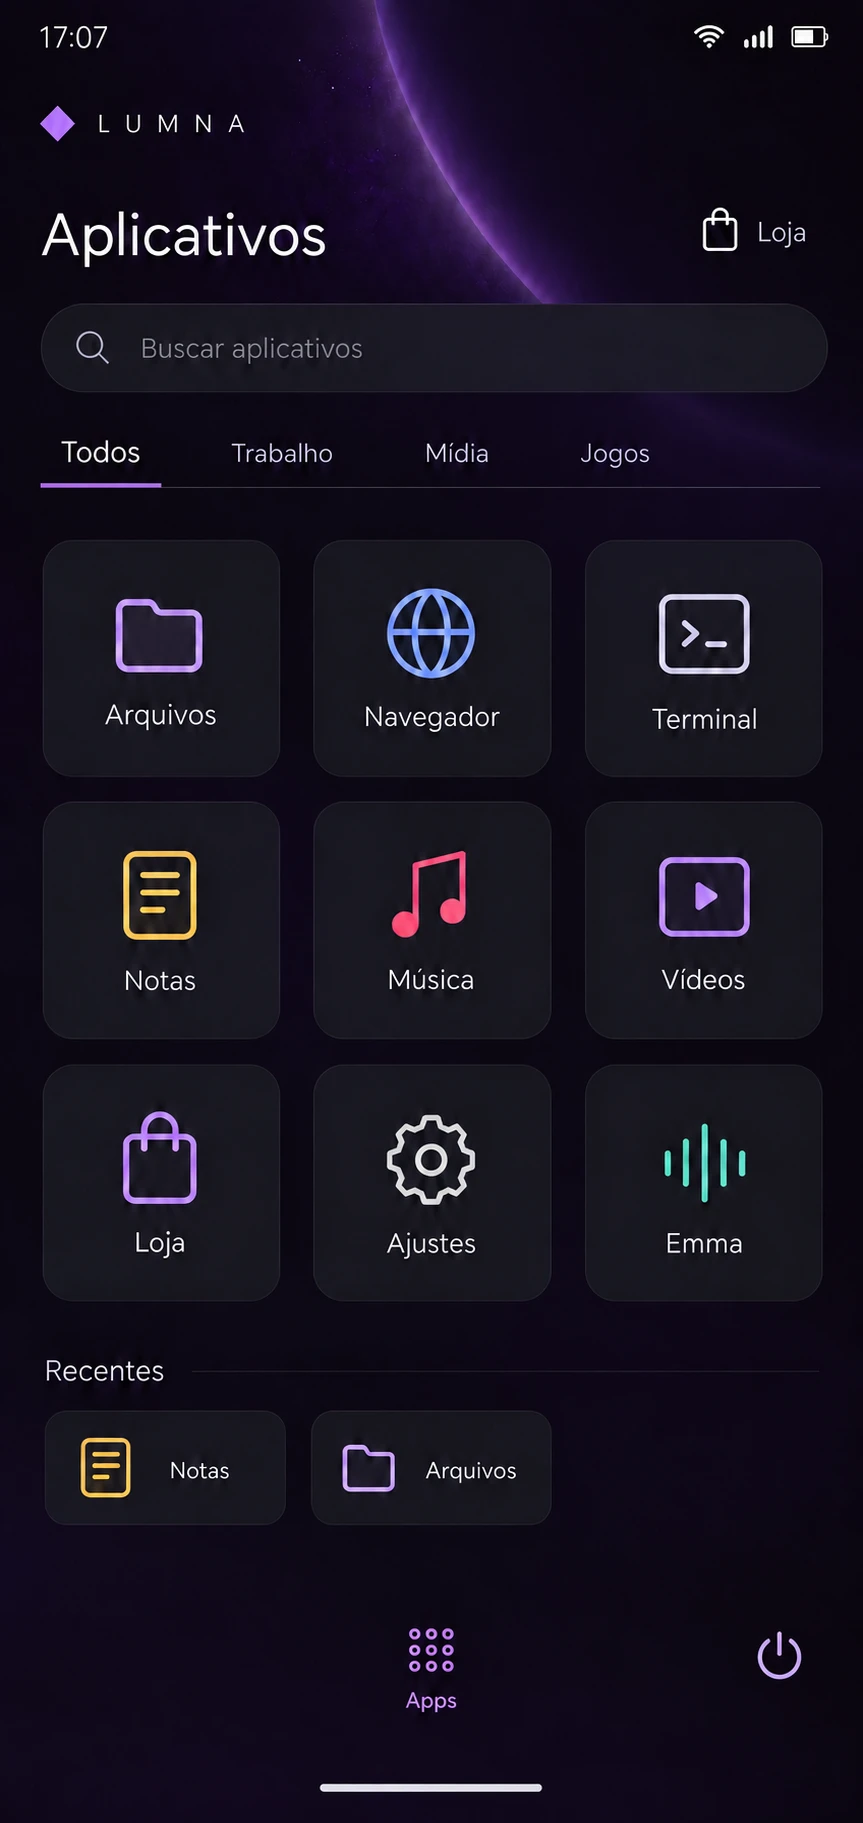 17:07
LUMNA
Aplicativos
Loja
Buscar aplicativos
Todos Trabalho Mídia Jogos
Arquivos Navegador Terminal
Notas Música Vídeos
Loja Ajustes Emma
Recentes
Notas Arquivos
Apps